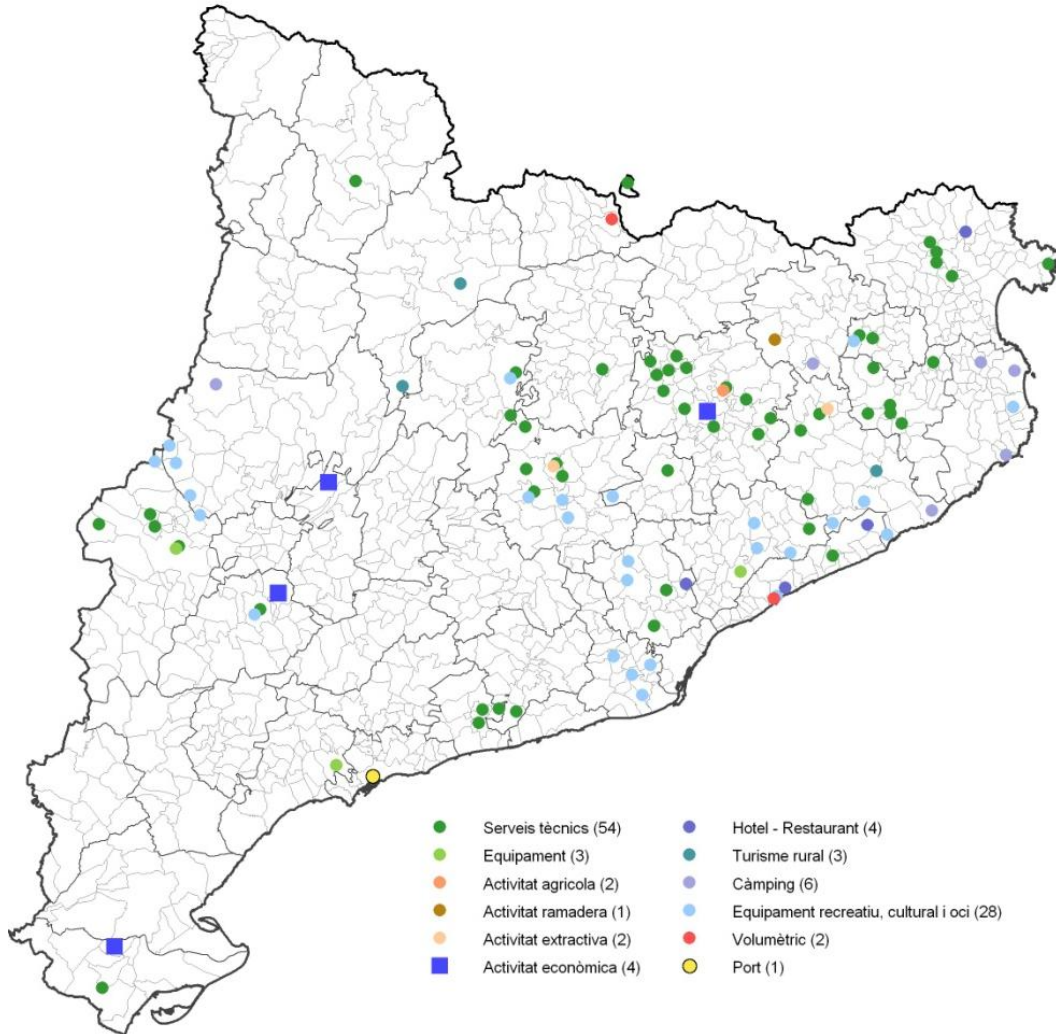 Serveis tècnics (54)
Equipament (3)
Activitat agricola (2)
Activitat ramadera (1)
Activitat extractiva (2)
Activitat econòmica (4)
Hotel - Restaurant (4)
Turisme rural (3)
Càmping (6)
Equipament recreatiu, cultural i oci (28)
Volumètric (2)
Port (1)